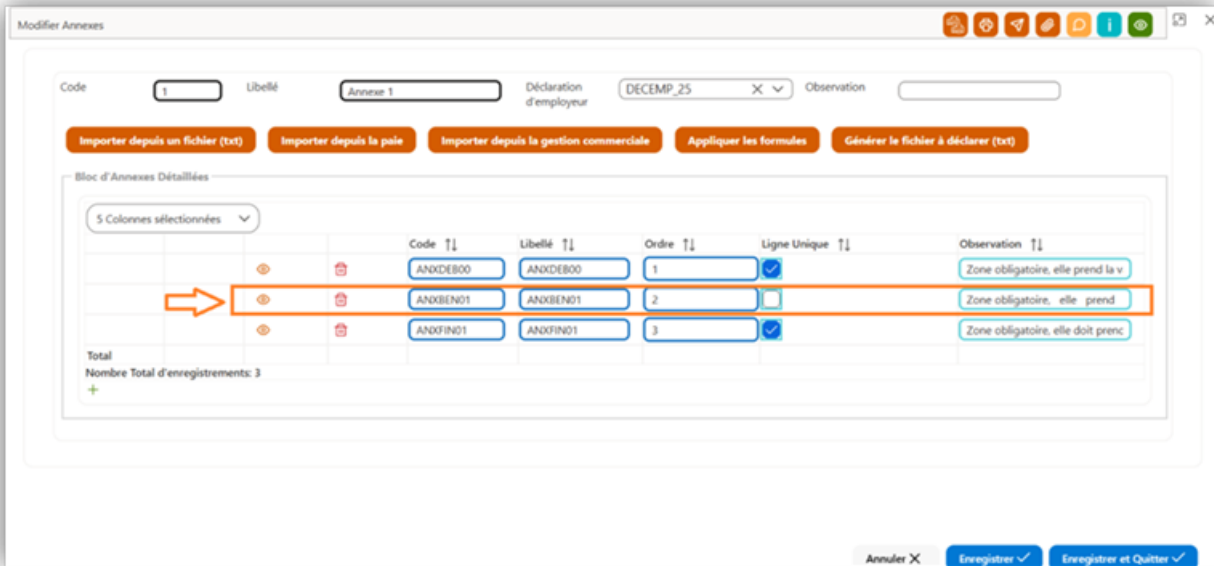 Modifier Annexes
Code 1 Libellé Annexe 1 Déclaration d'employeur DECEMP_25 Observation
Importer depuis un fichier (txt) Importer depuis la paie Importer depuis la gestion commerciale Appliquer les formules Générer le fichier à déclarer (txt)
Bloc d'Annexes Détaillées
5 Colonnes sélectionnées
Code Libellé Ordre Ligne Unique Observation
ANXDEB00 ANXDEB00 1 Zone obligatoire, elle prend la v
ANXBEN01 ANXBEN01 2 Zone obligatoire, elle prend
ANXFIN01 ANXFIN01 3 Zone obligatoire, elle doit prenc
Total
Nombre Total d'enregistrements: 3
Annuler Enregistrer Enregistrer et Quitter